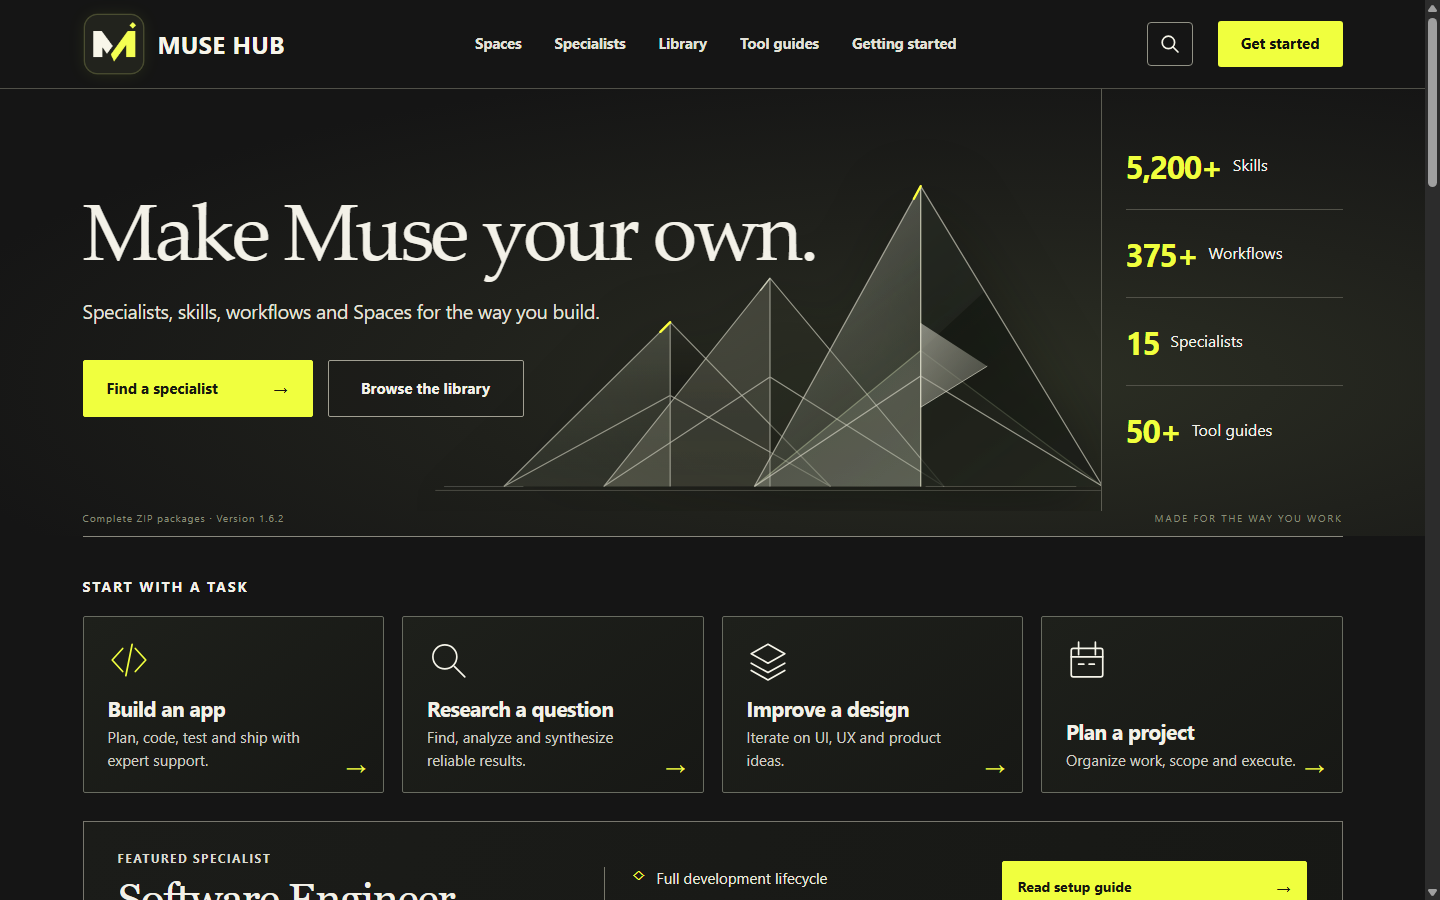 MUSE HUB
Spaces
Specialists
Library
Tool guides
Getting started
Get started
Make Muse your own.
Specialists, skills, workflows and Spaces for the way you build.
Find a specialist →
Browse the library
5,200+ Skills
375+ Workflows
15 Specialists
50+ Tool guides
Complete ZIP packages · Version 1.6.2
MADE FOR THE WAY YOU WORK
START WITH A TASK
Build an app
Plan, code, test and ship with
expert support.
→
Research a question
Find, analyze and synthesize
reliable results.
→
Improve a design
Iterate on UI, UX and product
ideas.
→
Plan a project
Organize work, scope and execute.
→
FEATURED SPECIALIST
Software Engineer
Full development lifecycle
Read setup guide →